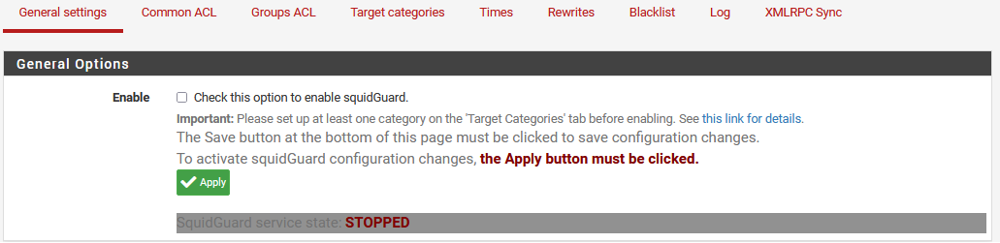 General settings Common ACL Groups ACL Target categories Times Rewrites Blacklist Log XMLRPC Sync
General Options
Enable Check this option to enable squidGuard.
Important: Please set up at least one category on the 'Target Categories' tab before enabling. See this link for details.
The Save button at the bottom of this page must be clicked to save configuration changes.
To activate squidGuard configuration changes, the Apply button must be clicked.
Apply
SquidGuard service state: STOPPED